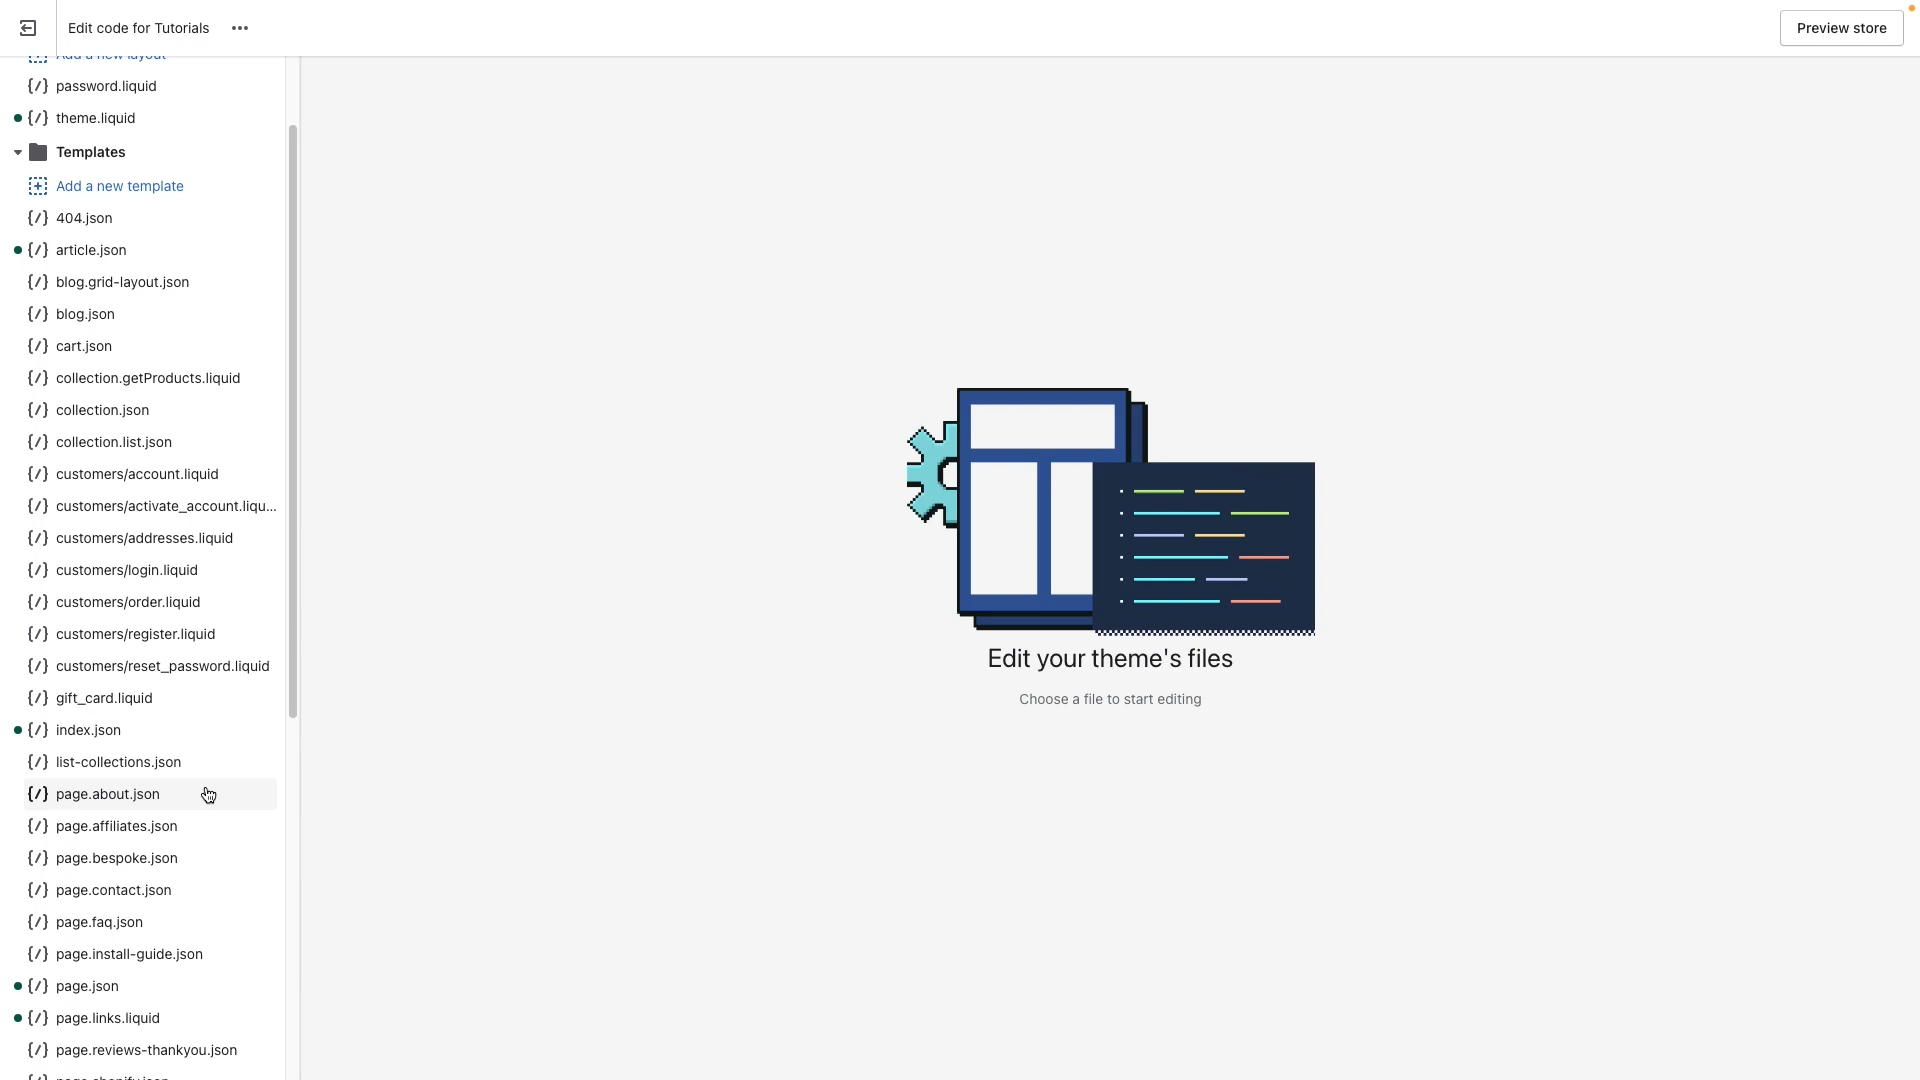 Edit code for Tutorials
Preview store
Add a new layout
password.liquid
theme.liquid
Templates
Add a new template
404.json
article.json
blog.grid-layout.json
blog.json
cart.json
collection.getProducts.liquid
collection.json
collection.list.json
customers/account.liquid
customers/activate_account.liqu...
customers/addresses.liquid
customers/login.liquid
customers/order.liquid
customers/register.liquid
customers/reset_password.liquid
gift_card.liquid
index.json
list-collections.json
page.about.json
page.affiliates.json
page.bespoke.json
page.contact.json
page.faq.json
page.install-guide.json
page.json
page.links.liquid
page.reviews-thankyou.json
Edit your theme's files
Choose a file to start editing